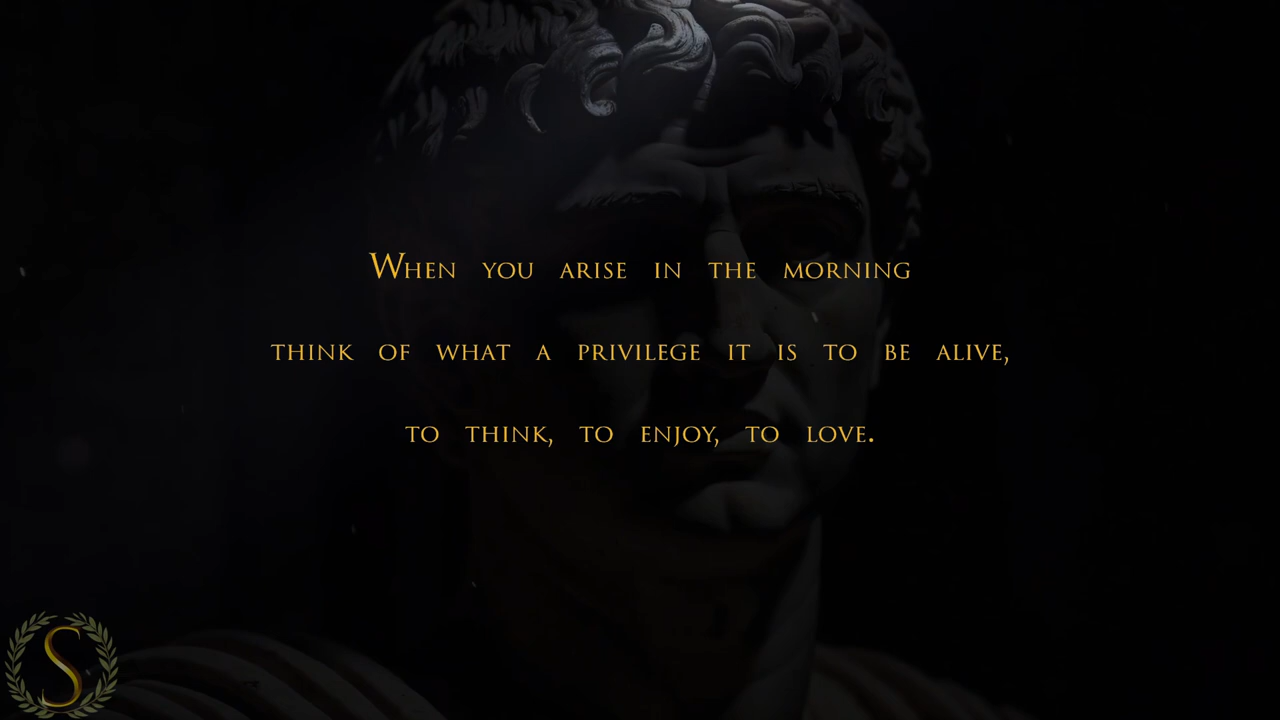 When you arise in the morning
think of what a privilege it is to be alive,
to think, to enjoy, to love.
S